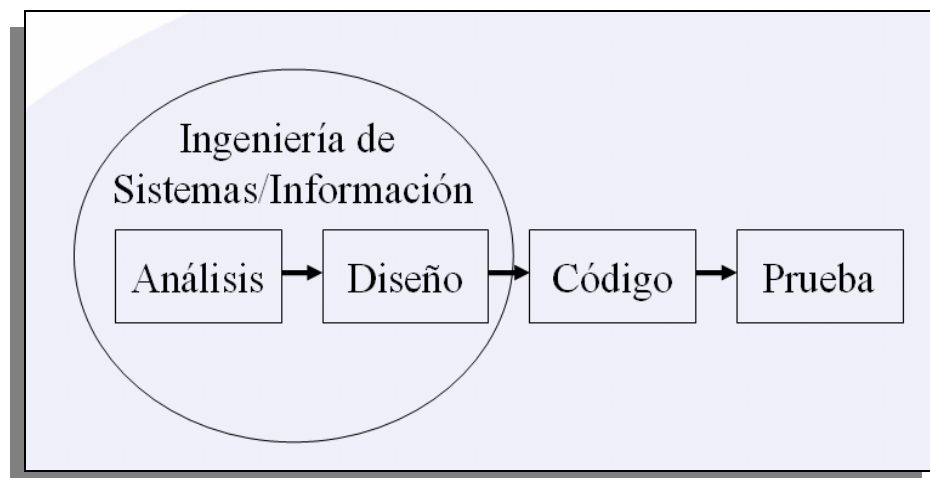 Ingeniería de
Sistemas/Información
Análisis
Diseño
Código
Prueba